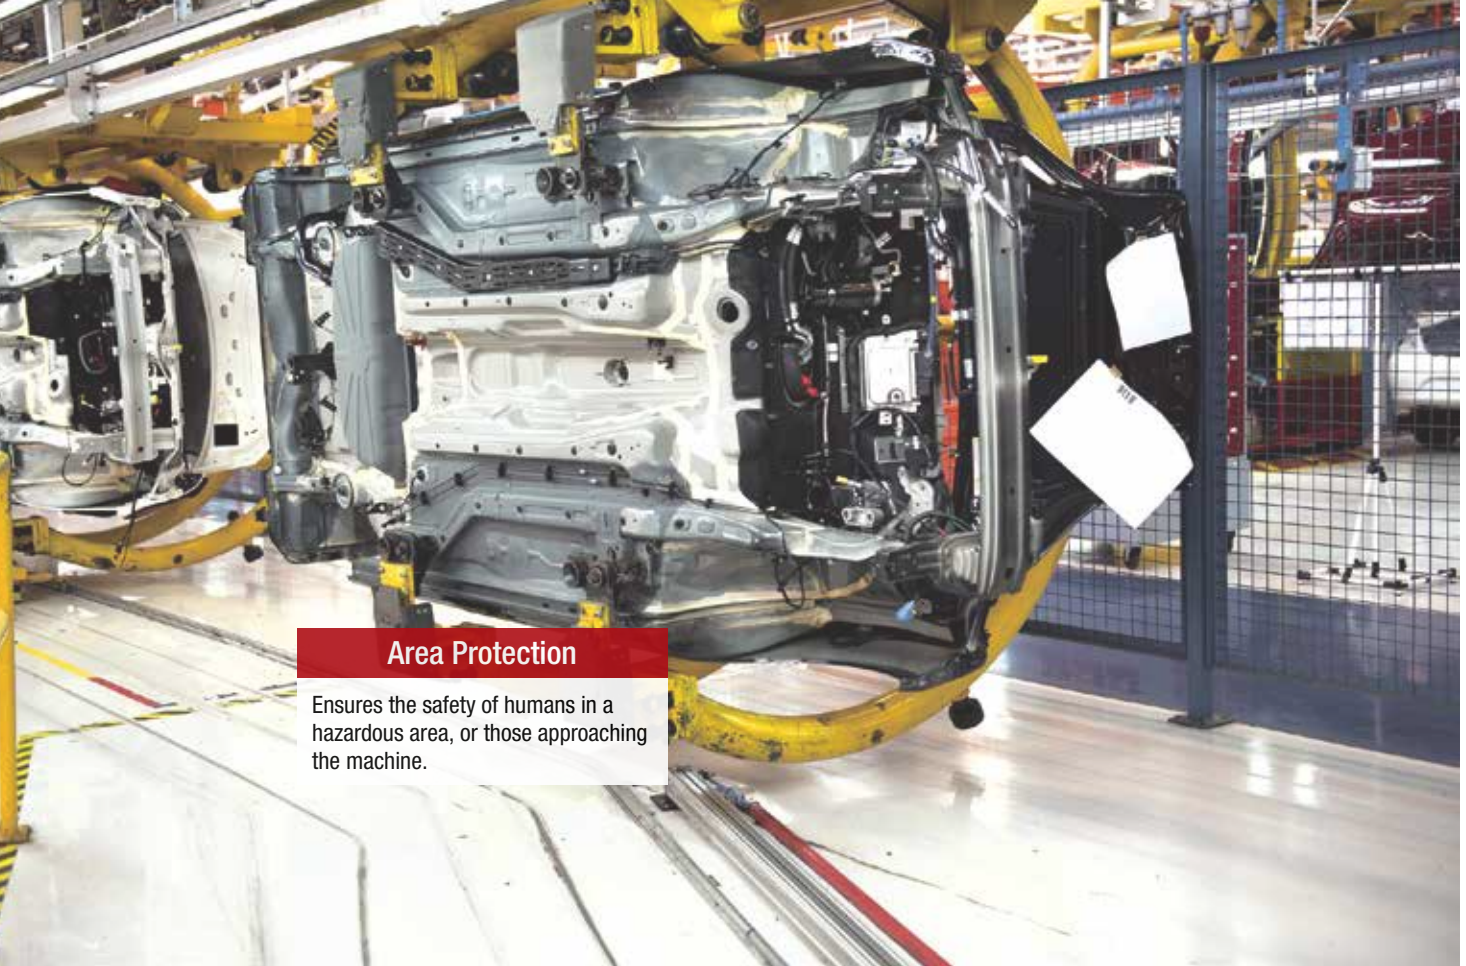 Area Protection
Ensures the safety of humans in a
hazardous area, or those approaching
the machine.